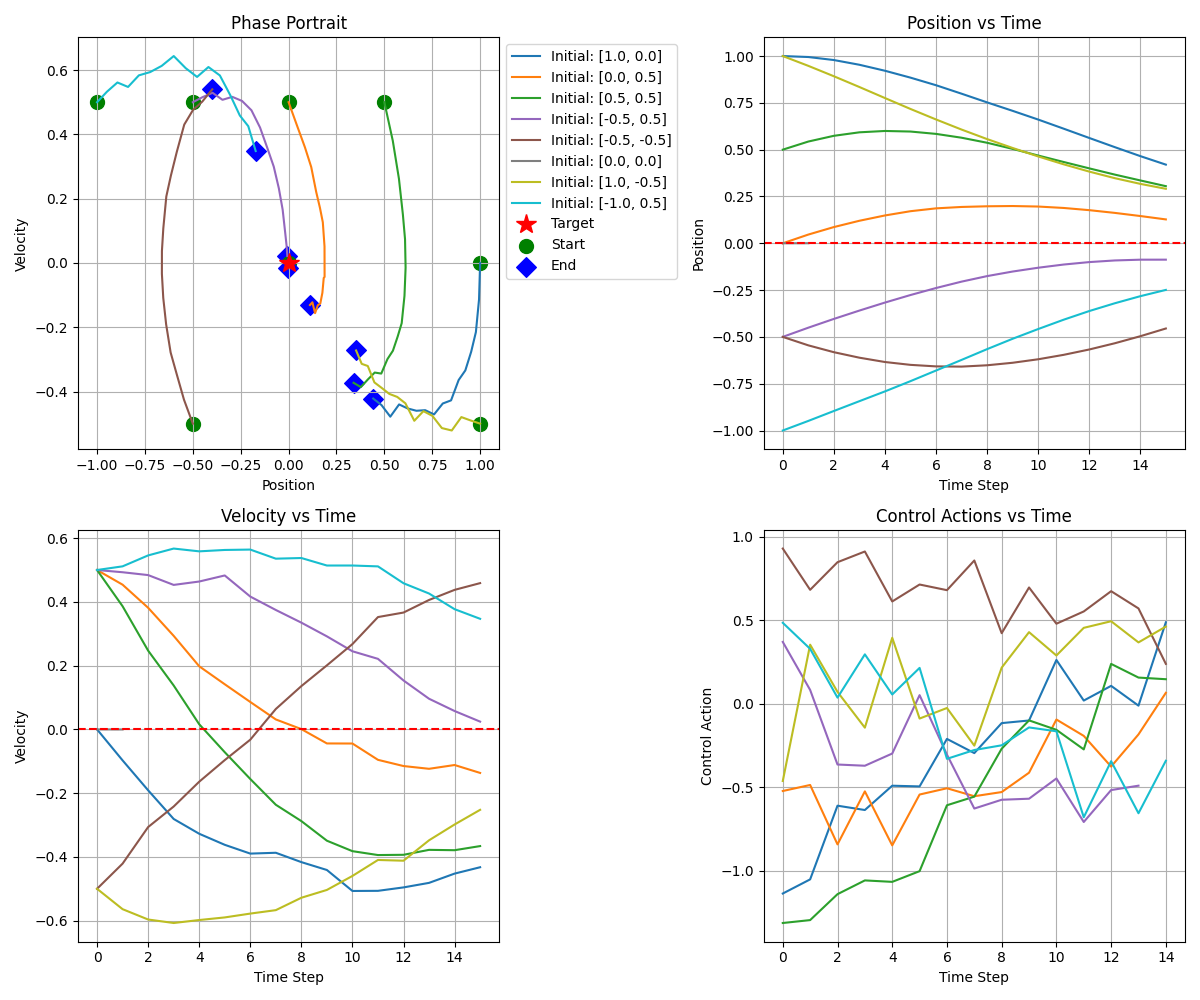 Phase Portrait
Velocity
0.6
0.4
0.2
0.0
−0.2
−0.4
−1.00 −0.75 −0.50 −0.25 0.00 0.25 0.50 0.75 1.00
Position
Initial: [1.0, 0.0]
Initial: [0.0, 0.5]
Initial: [0.5, 0.5]
Initial: [-0.5, 0.5]
Initial: [-0.5, -0.5]
Initial: [0.0, 0.0]
Initial: [1.0, -0.5]
Initial: [-1.0, 0.5]
Target
Start
End
Position vs Time
Position
1.00
0.75
0.50
0.25
0.00
−0.25
−0.50
−0.75
−1.00
0 2 4 6 8 10 12 14
Time Step
Velocity vs Time
Velocity
0.6
0.4
0.2
0.0
−0.2
−0.4
−0.6
0 2 4 6 8 10 12 14
Time Step
Control Actions vs Time
Control Action
1.0
0.5
0.0
−0.5
−1.0
0 2 4 6 8 10 12 14
Time Step